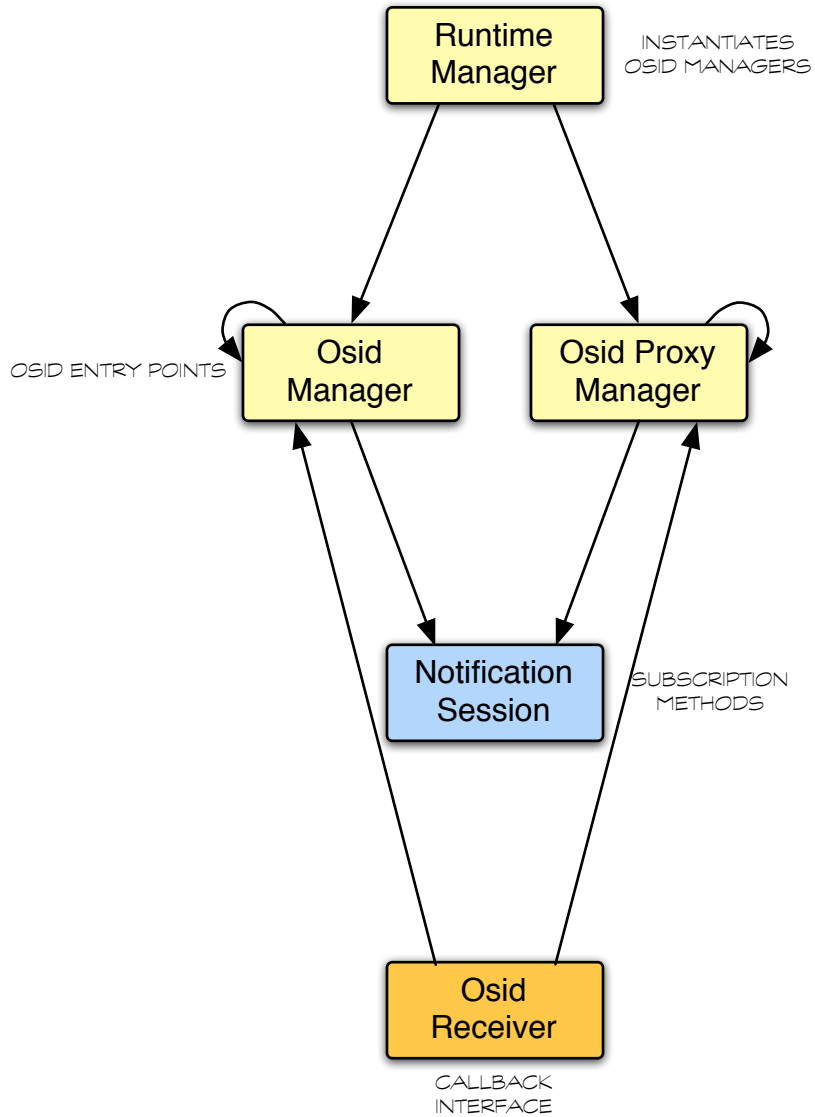 Runtime
Manager
INSTANTIATES
OSID MANAGERS
OSID ENTRY POINTS
Osid
Manager
Osid Proxy
Manager
Notification
Session
SUBSCRIPTION
METHODS
Osid
Receiver
CALLBACK
INTERFACE